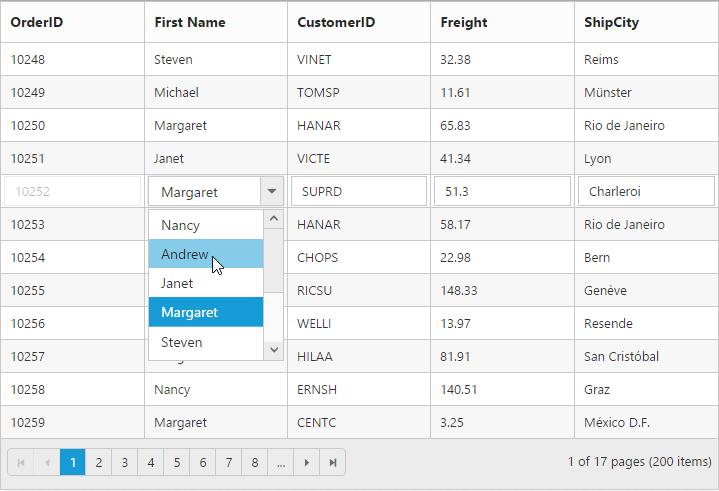 OrderID First Name CustomerID Freight ShipCity
10248 Steven VINET 32.38 Reims
10249 Michael TOMSP 11.61 Münster
10250 Margaret HANAR 65.83 Rio de Janeiro
10251 Janet VICTE 41.34 Lyon
10252 Margaret SUPRD 51.3 Charleroi
10253 Nancy HANAR 58.17 Rio de Janeiro
10254 Andrew CHOPS 22.98 Bern
10255 Janet RICSU 148.33 Genève
10256 Margaret WELLI 13.97 Resende
10257 Steven HILAA 81.91 San Cristóbal
10258 Nancy ERNSH 140.51 Graz
10259 Margaret CENTC 3.25 México D.F.
1 2 3 4 5 6 7 8 ... 1 of 17 pages (200 items)